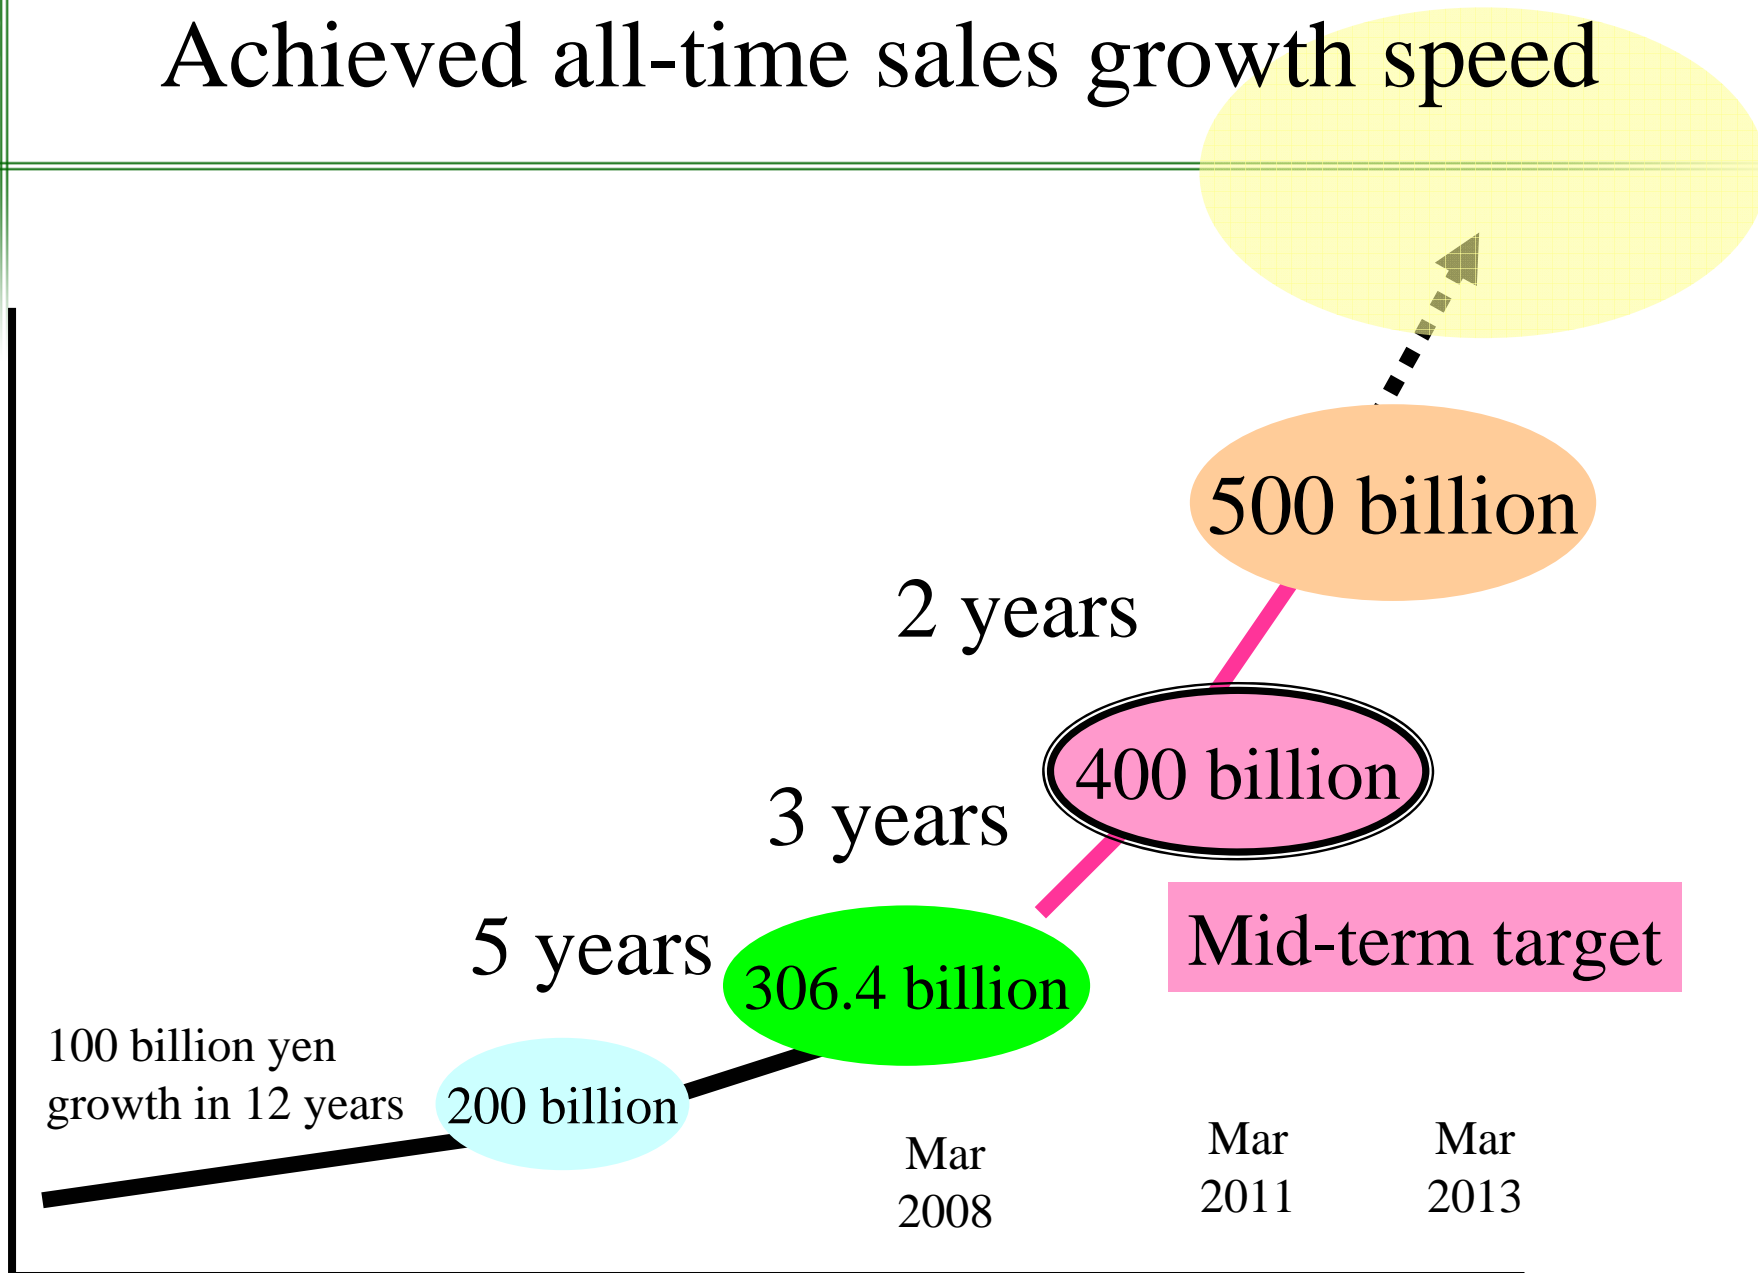 Achieved all-time sales growth speed
500 billion
2 years
400 billion
3 years
Mid-term target
5 years
306.4 billion
100 billion yen
growth in 12 years
200 billion
Mar
2008
Mar
2011
Mar
2013